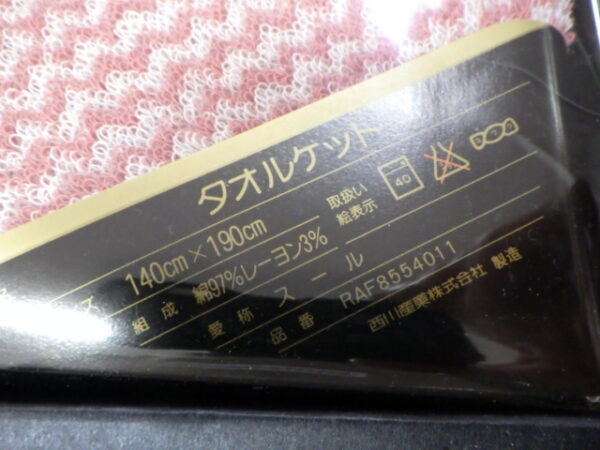 タオルケット
ズ 140cm×190cm
組成 綿97%レーヨン3%
取扱い
絵表示
40
愛称 スール
品番 RAF8554011
西川産業株式会社 製造